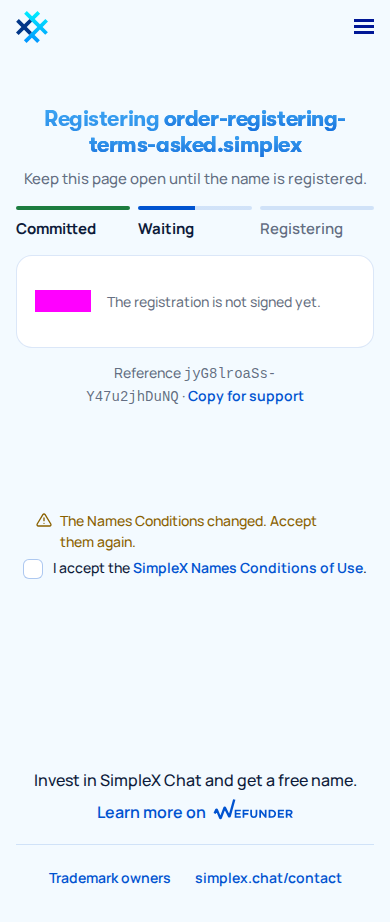 Registering order-registering-
terms-asked.simplex
Keep this page open until the name is registered.
Committed
Waiting
Registering
The registration is not signed yet.
Reference jyG8lroaSs-
Y47u2jhDuNQ · Copy for support
The Names Conditions changed. Accept
them again.
I accept the SimpleX Names Conditions of Use.
Invest in SimpleX Chat and get a free name.
Learn more on WEFUNDER
Trademark owners
simplex.chat/contact